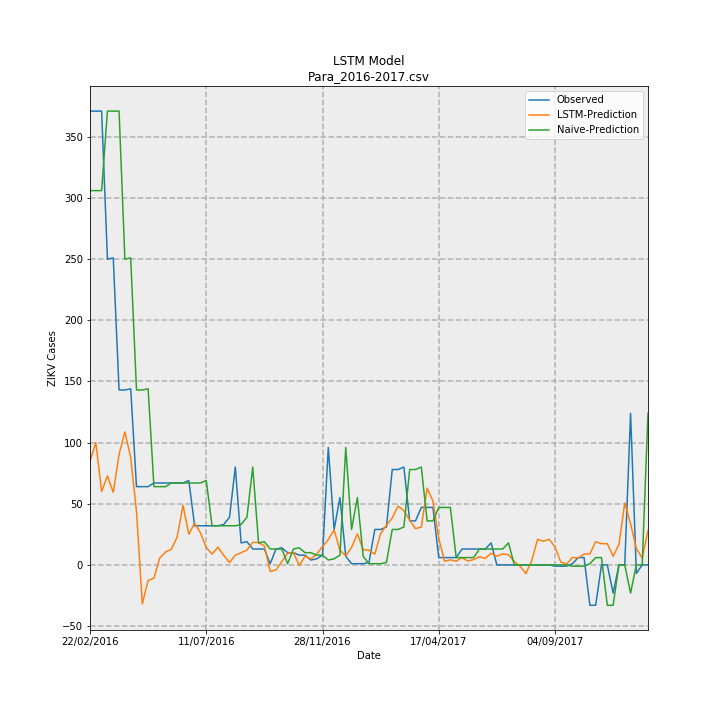 LSTM Model
Para_2016-2017.csv
Observed
LSTM-Prediction
Naive-Prediction
ZIKV Cases
350
300
250
200
150
100
50
0
−50
22/02/2016
11/07/2016
28/11/2016
17/04/2017
04/09/2017
Date